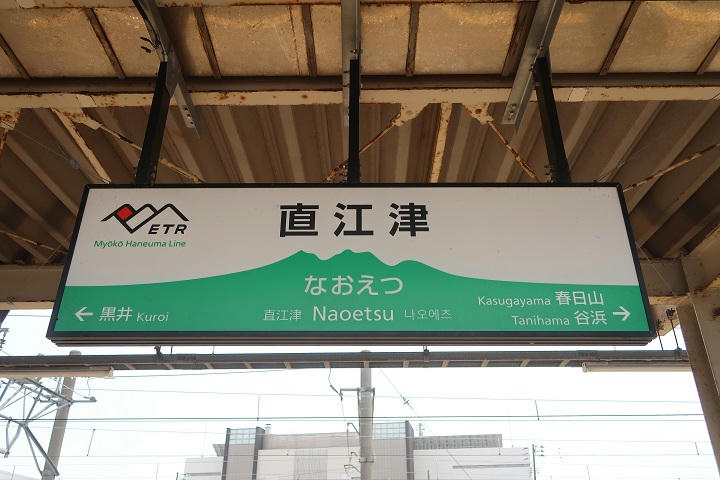 ETR
Myōkō Haneuma Line
直江津
なおえつ
直江津 Naoetsu 나오에츠
← 黒井 Kuroi
Kasugayama 春日山
Tanihama 谷浜 →